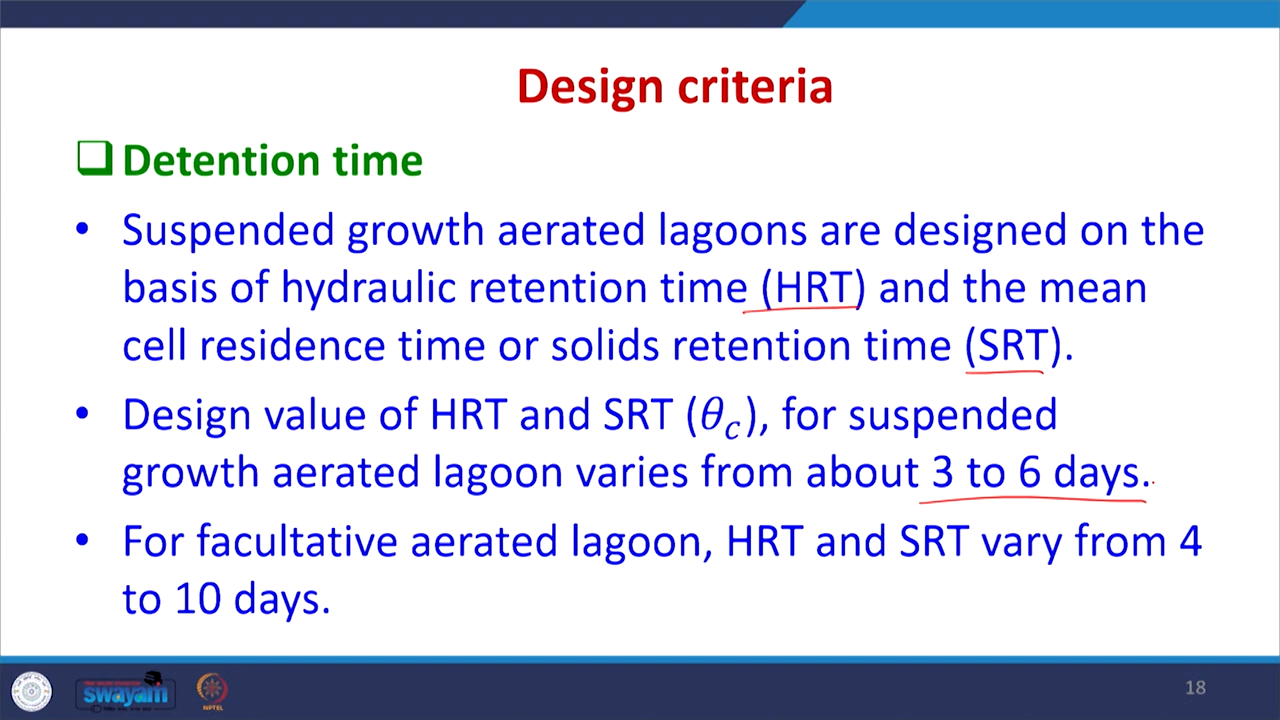 Design criteria
❑ Detention time
• Suspended growth aerated lagoons are designed on the
basis of hydraulic retention time (HRT) and the mean
cell residence time or solids retention time (SRT).
• Design value of HRT and SRT (θc), for suspended
growth aerated lagoon varies from about 3 to 6 days.
• For facultative aerated lagoon, HRT and SRT vary from 4
to 10 days.
swayam
NPTEL
18